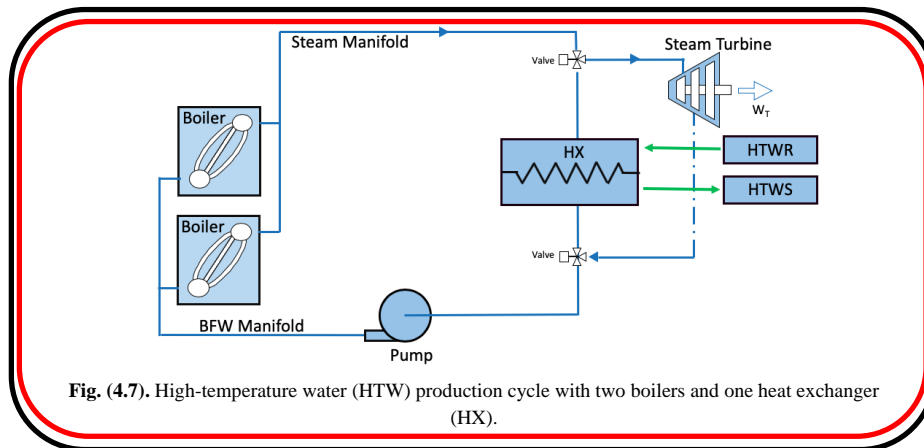 Steam Manifold
Steam Turbine
Valve
W_T
Boiler
HX
HTWR
HTWS
Boiler
Valve
BFW Manifold
Pump
Fig. (4.7). High-temperature water (HTW) production cycle with two boilers and one heat exchanger
(HX).